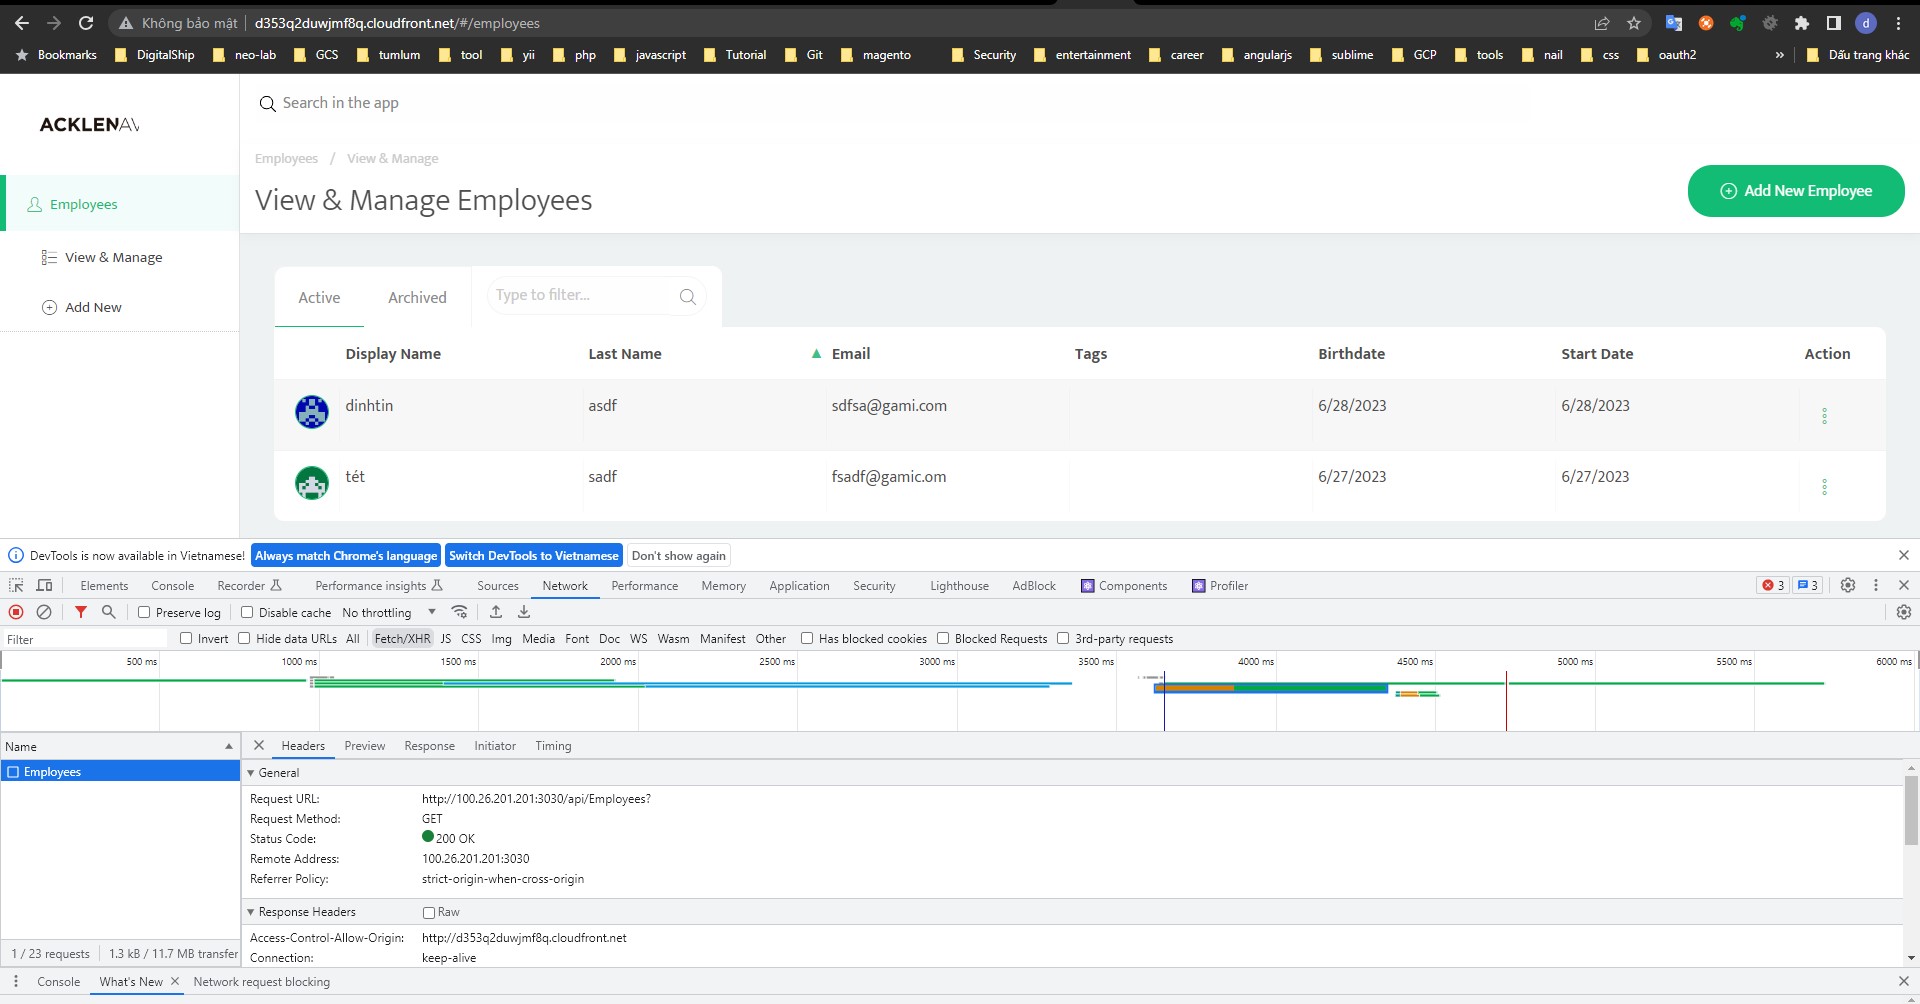 Không bảo mật d353q2duwjmf8q.cloudfront.net/#/employees d
Bookmarks DigitalShip neo-lab GCS tumlum tool yii php javascript Tutorial Git magento Security entertainment career angularjs sublime GCP tools nail css oauth2 » Dấu trang khác
ACKLENAV
Search in the app
Employees / View & Manage
View & Manage Employees
Add New Employee
Employees
View & Manage
Add New
Active Archived Type to filter...
Display Name Last Name ▲ Email Tags Birthdate Start Date Action
dinhtin asdf sdfsa@gami.com 6/28/2023 6/28/2023
tét sadf fsadf@gamic.om 6/27/2023 6/27/2023
DevTools is now available in Vietnamese! Always match Chrome's language Switch DevTools to Vietnamese Don't show again
Elements Console Recorder Performance insights Sources Network Performance Memory Application Security Lighthouse AdBlock Components Profiler 3 3
Preserve log Disable cache No throttling
Filter Invert Hide data URLs All Fetch/XHR JS CSS Img Media Font Doc WS Wasm Manifest Other Has blocked cookies Blocked Requests 3rd-party requests
500 ms 1000 ms 1500 ms 2000 ms 2500 ms 3000 ms 3500 ms 4000 ms 4500 ms 5000 ms 5500 ms 6000 ms
Name Headers Preview Response Initiator Timing
Employees
General
Request URL: http://100.26.201.201:3030/api/Employees?
Request Method: GET
Status Code: 200 OK
Remote Address: 100.26.201.201:3030
Referrer Policy: strict-origin-when-cross-origin
Response Headers Raw
Access-Control-Allow-Origin: http://d353q2duwjmf8q.cloudfront.net
Connection: keep-alive
1 / 23 requests 1.3 kB / 11.7 MB transfer
Console What's New Network request blocking